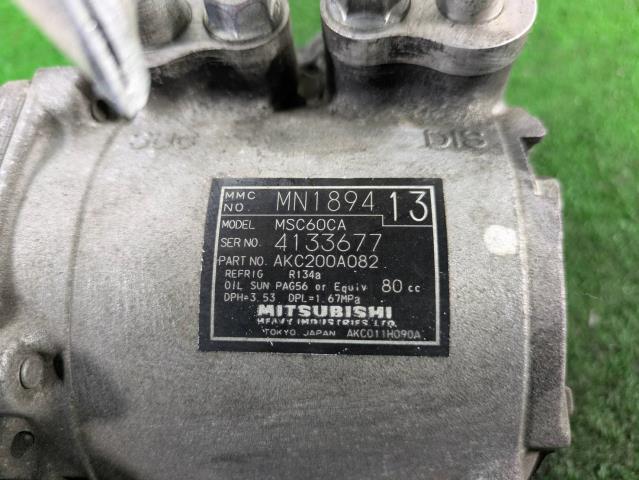 SUC DIS
MMC NO. MN1894 13
MODEL MSC60CA
SER NO. 4133677
PART NO. AKC200A082
REFRIG R134a
OIL SUN PAG56 or Equiv 80 cc
DPH=3.53 DPL=1.67MPa
MITSUBISHI
HEAVY INDUSTRIES, LTD.
TOKYO, JAPAN AKC011H090A